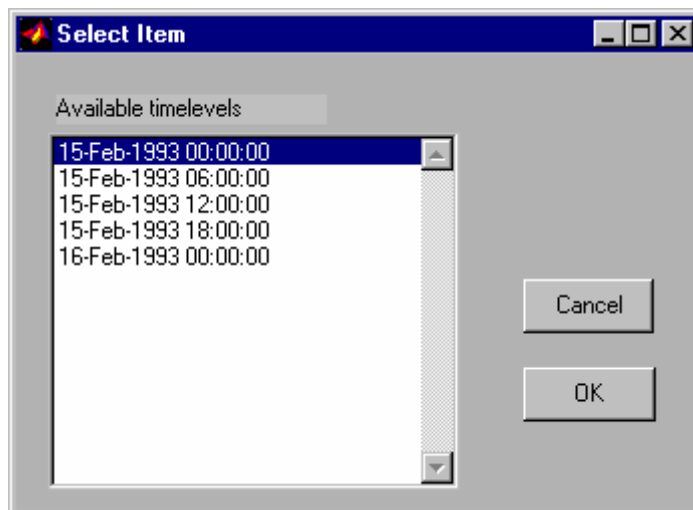 Select Item
Available timelevels
15-Feb-1993 00:00:00
15-Feb-1993 06:00:00
15-Feb-1993 12:00:00
15-Feb-1993 18:00:00
16-Feb-1993 00:00:00
Cancel
OK